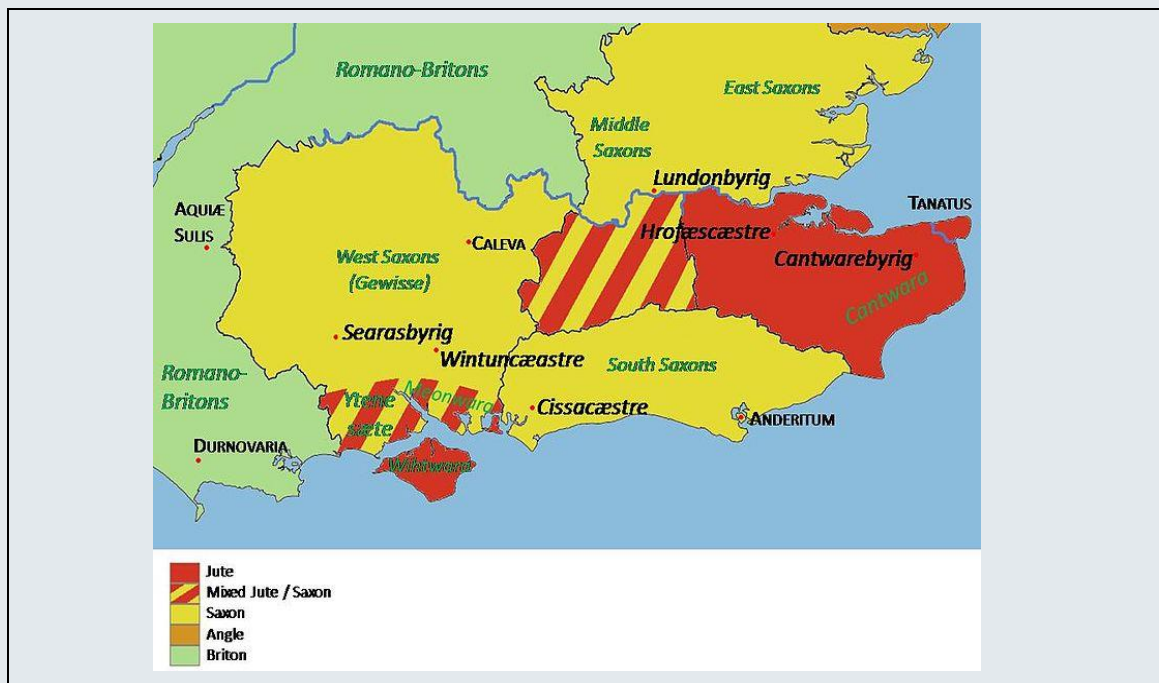 Romano-Britons
East Saxons
Middle
Saxons
Lundonbyrig
TANATUS
AQUIÆ
SULIS
CALEVA
Hrofæscæstre
West Saxons
(Gewisse)
Cantwarebyrig
Cantwara
Searasbyrig
Wintuncæastre
South Saxons
Romano-
Britons
Ytene
sæte
Meonwara
Cissacæstre
ANDERITUM
DURNOVARIA
Wihtwara
Jute
Mixed Jute / Saxon
Saxon
Angle
Briton